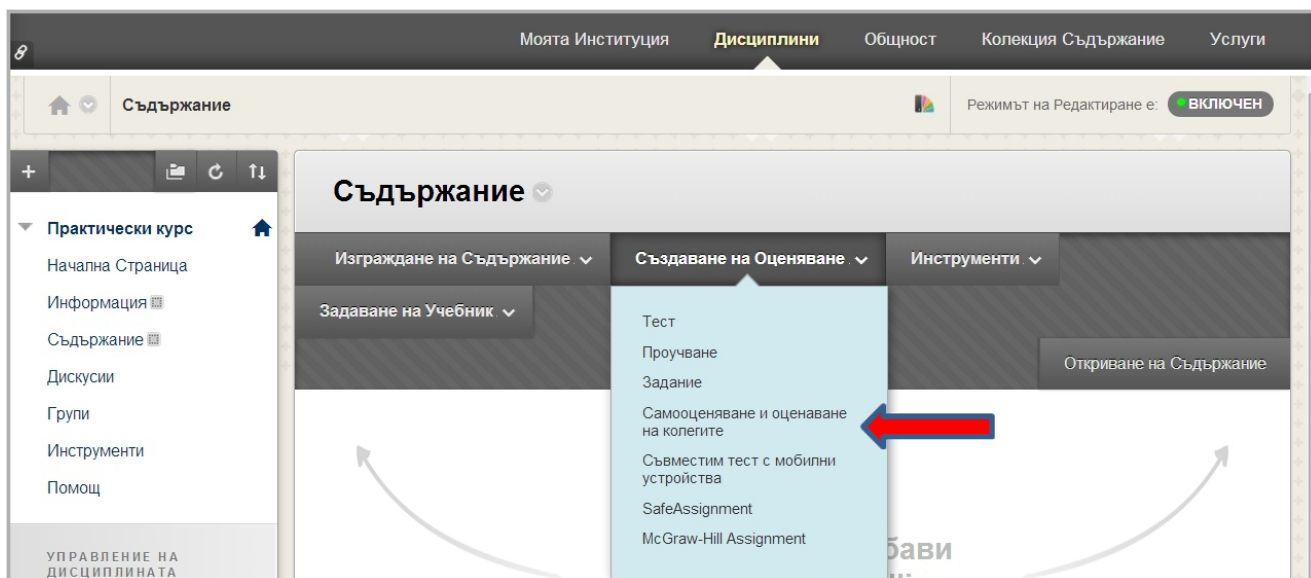 Моята Институция Дисциплини Общност Колекция Съдържание Услуги
Съдържание Режимът на Редактиране е: ВКЛЮЧЕН
Съдържание
Практически курс
Начална Страница
Информация
Съдържание
Дискусии
Групи
Инструменти
Помощ
УПРАВЛЕНИЕ НА
ДИСЦИПЛИНАТА
Изграждане на Съдържание Създаване на Оценяване Инструменти
Задаване на Учебник
Откриване на Съдържание
Тест
Проучване
Задание
Самооценяване и оценаване
на колегите
Съвместим тест с мобилни
устройства
SafeAssignment
McGraw-Hill Assignment
бави